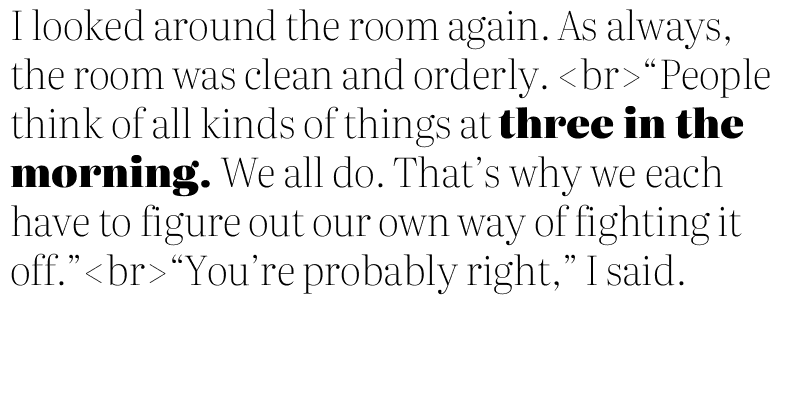 I looked around the room again. As always,
the room was clean and orderly. <br>“People
think of all kinds of things at three in the
morning. We all do. That’s why we each
have to figure out our own way of fighting it
off.”<br>“You’re probably right,” I said.